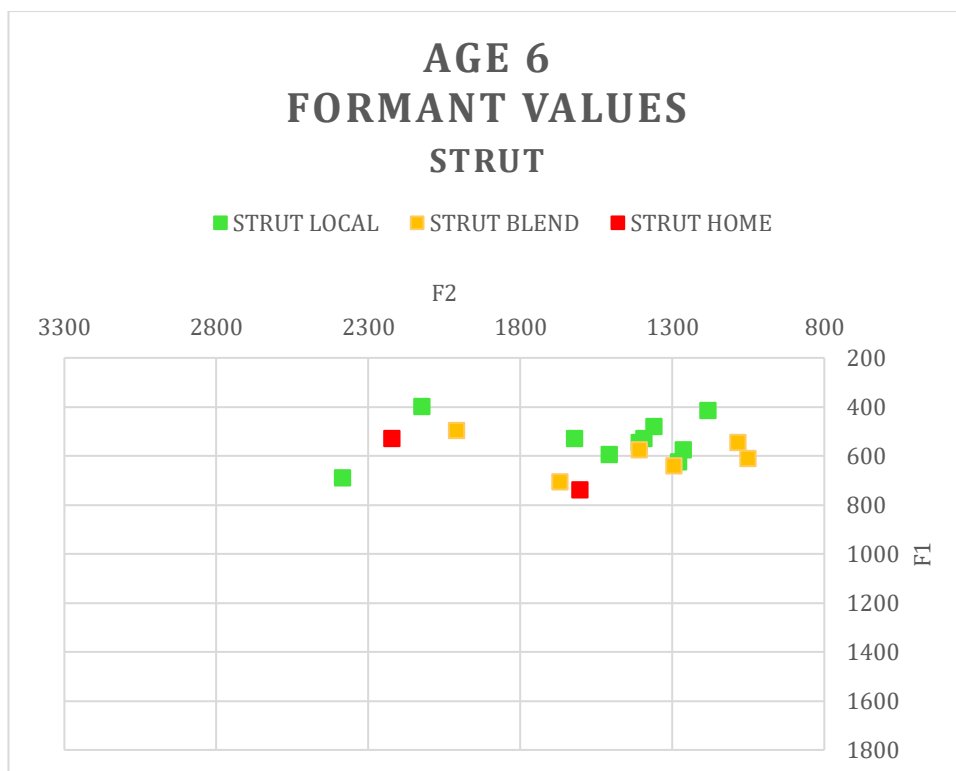 AGE 6
FORMANT VALUES
STRUT
STRUT LOCAL STRUT BLEND STRUT HOME
F2
3300 2800 2300 1800 1300 800
200
400
600
800
1000
F1
1200
1400
1600
1800